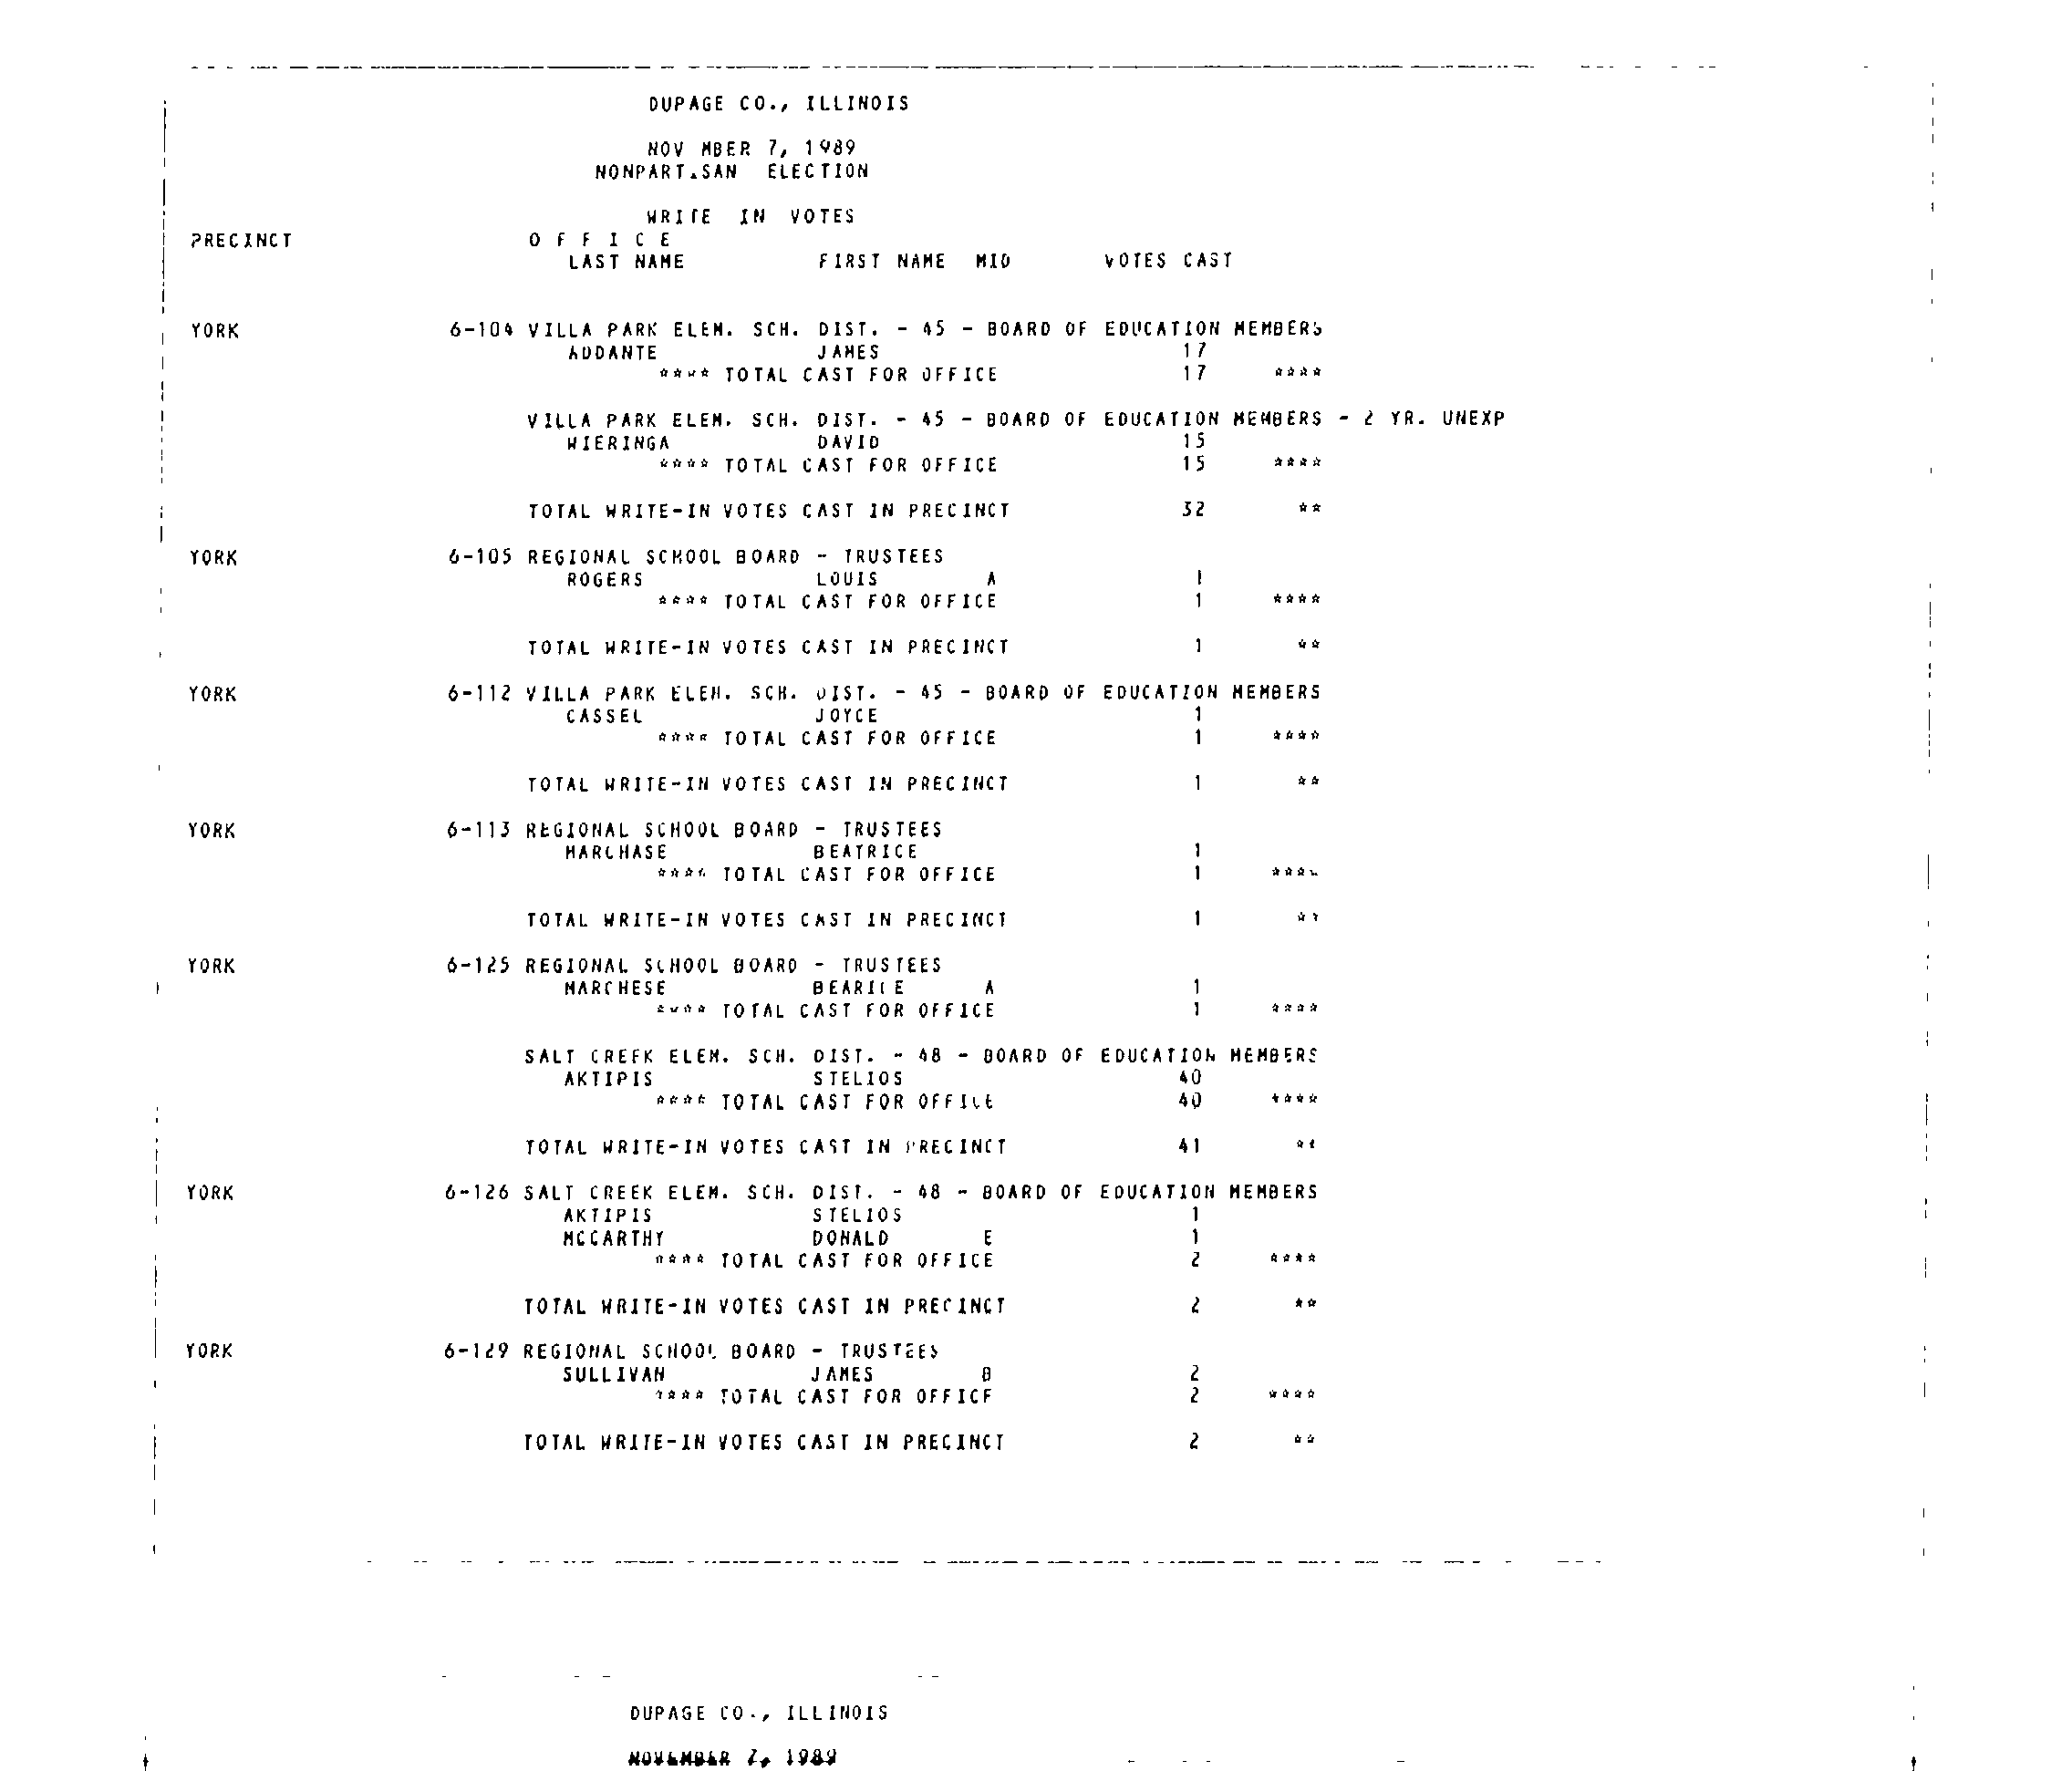 DUPAGE CO., ILLINOIS
NOV MBER 7, 1989
NONPART.SAN ELECTION
WRITE IN VOTES
PRECINCT O F F I C E
LAST NAME FIRST NAME MID VOTES CAST
YORK 6-104 VILLA PARK ELEM. SCH. DIST. - 45 - BOARD OF EDUCATION MEMBERS
ADDANTE JAMES 17
**** TOTAL CAST FOR OFFICE 17 ****
VILLA PARK ELEM. SCH. DIST. - 45 - BOARD OF EDUCATION MEMBERS - 2 YR. UNEXP
WIERINGA DAVID 15
**** TOTAL CAST FOR OFFICE 15 ****
TOTAL WRITE-IN VOTES CAST IN PRECINCT 32 **
YORK 6-105 REGIONAL SCHOOL BOARD - TRUSTEES
ROGERS LOUIS A 1
**** TOTAL CAST FOR OFFICE 1 ****
TOTAL WRITE-IN VOTES CAST IN PRECINCT 1 **
YORK 6-112 VILLA PARK ELEM. SCH. DIST. - 45 - BOARD OF EDUCATION MEMBERS
CASSEL JOYCE 1
**** TOTAL CAST FOR OFFICE 1 ****
TOTAL WRITE-IN VOTES CAST IN PRECINCT 1 **
YORK 6-113 REGIONAL SCHOOL BOARD - TRUSTEES
MARCHASE BEATRICE 1
**** TOTAL CAST FOR OFFICE 1 ****
TOTAL WRITE-IN VOTES CAST IN PRECINCT 1 **
YORK 6-125 REGIONAL SCHOOL BOARD - TRUSTEES
MARCHESE BEARICE A 1
**** TOTAL CAST FOR OFFICE 1 ****
SALT CREEK ELEM. SCH. DIST. - 48 - BOARD OF EDUCATION MEMBERS
AKTIPIS STELIOS 40
**** TOTAL CAST FOR OFFICE 40 ****
TOTAL WRITE-IN VOTES CAST IN PRECINCT 41 **
YORK 6-126 SALT CREEK ELEM. SCH. DIST. - 48 - BOARD OF EDUCATION MEMBERS
AKTIPIS STELIOS 1
MCCARTHY DONALD E 1
**** TOTAL CAST FOR OFFICE 2 ****
TOTAL WRITE-IN VOTES CAST IN PRECINCT 2 **
YORK 6-129 REGIONAL SCHOOL BOARD - TRUSTEES
SULLIVAN JAMES B 2
**** TOTAL CAST FOR OFFICE 2 ****
TOTAL WRITE-IN VOTES CAST IN PRECINCT 2 **
DUPAGE CO., ILLINOIS
NOVEMBER 7, 1989